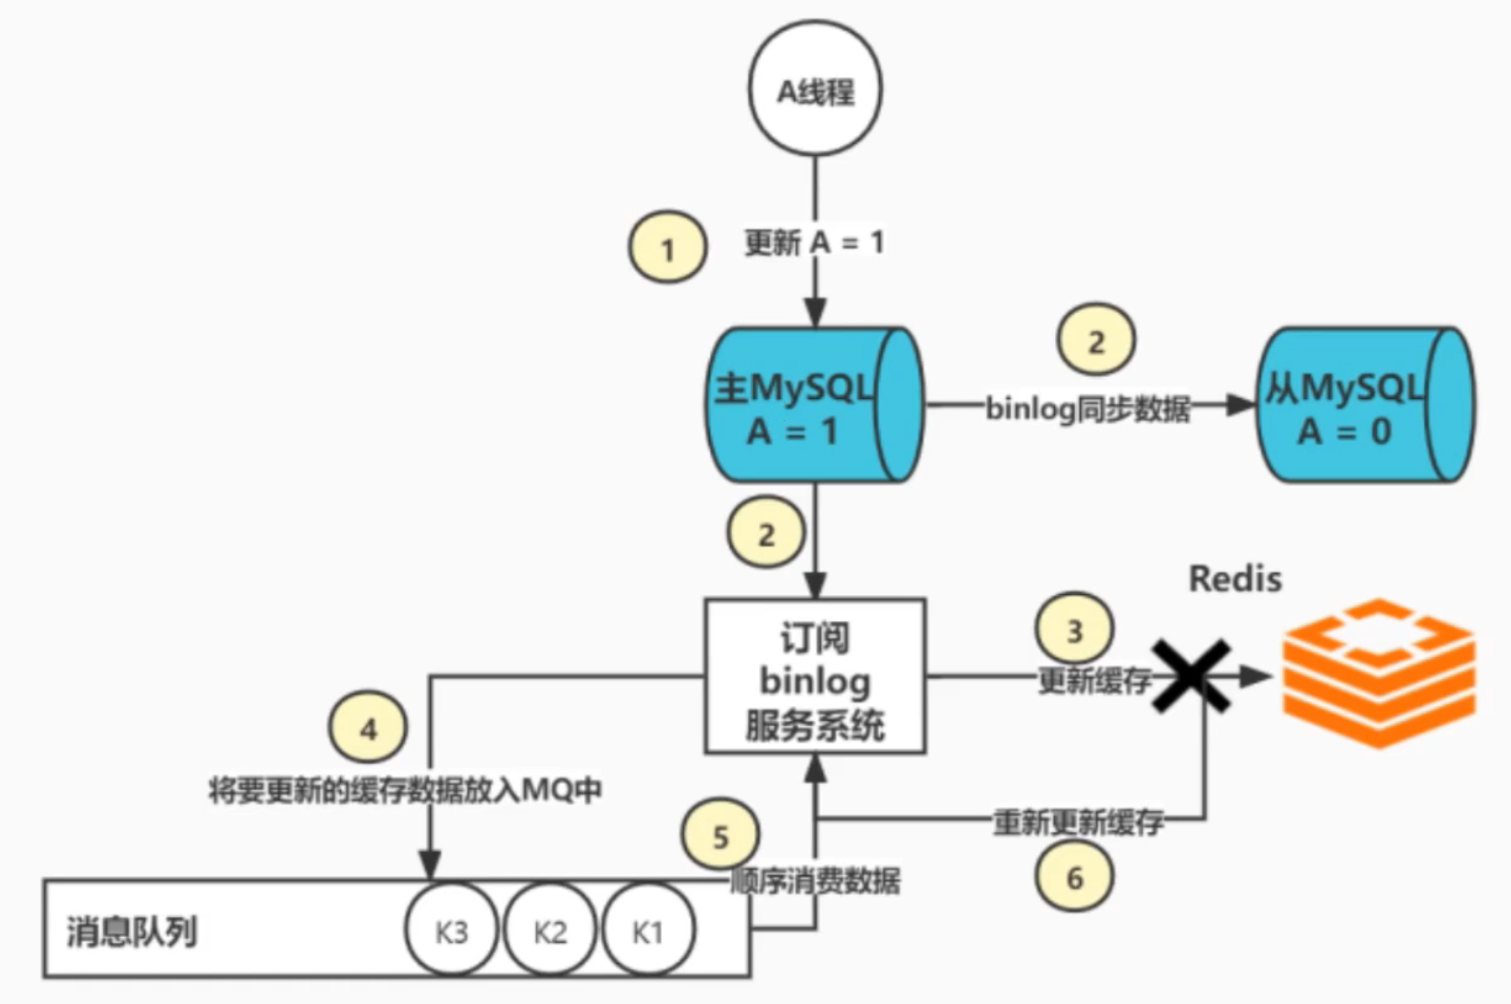 A线程
1
更新 A = 1
2
主MySQL
A = 1
binlog同步数据
从MySQL
A = 0
2
Redis
订阅
binlog
服务系统
3
更新缓存
4
将要更新的缓存数据放入MQ中
5
重新更新缓存
顺序消费数据
6
消息队列
K3
K2
K1